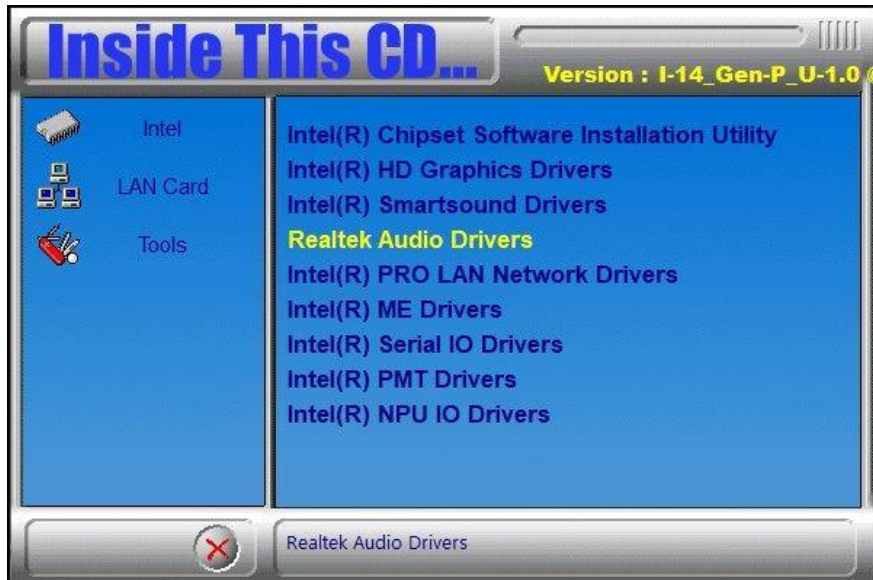 Inside This CD...
Version : I-14_Gen-P_U-1.0
Intel
LAN Card
Tools
Intel(R) Chipset Software Installation Utility
Intel(R) HD Graphics Drivers
Intel(R) Smartsound Drivers
Realtek Audio Drivers
Intel(R) PRO LAN Network Drivers
Intel(R) ME Drivers
Intel(R) Serial IO Drivers
Intel(R) PMT Drivers
Intel(R) NPU IO Drivers
Realtek Audio Drivers